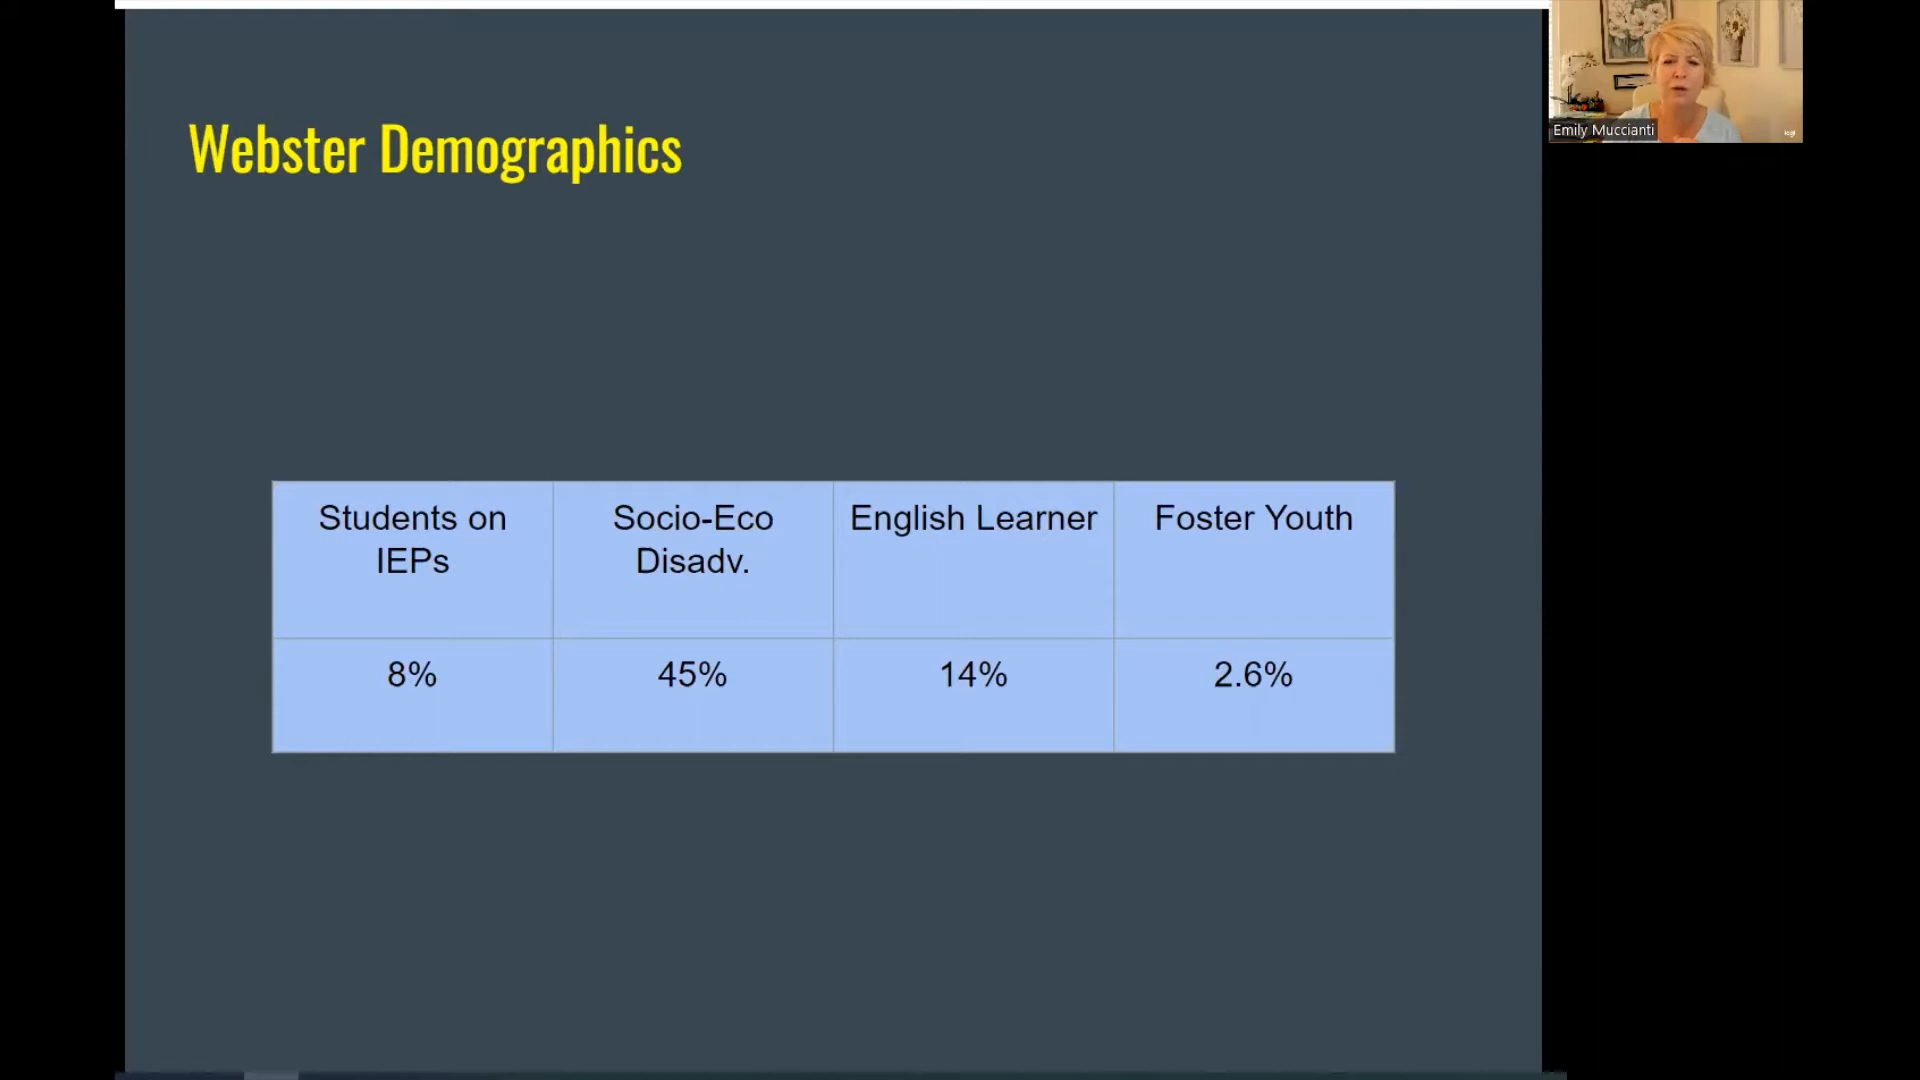 Webster Demographics
Emily Muccianti
Students on
IEPs
Socio-Eco
Disadv.
English Learner
Foster Youth
8%
45%
14%
2.6%